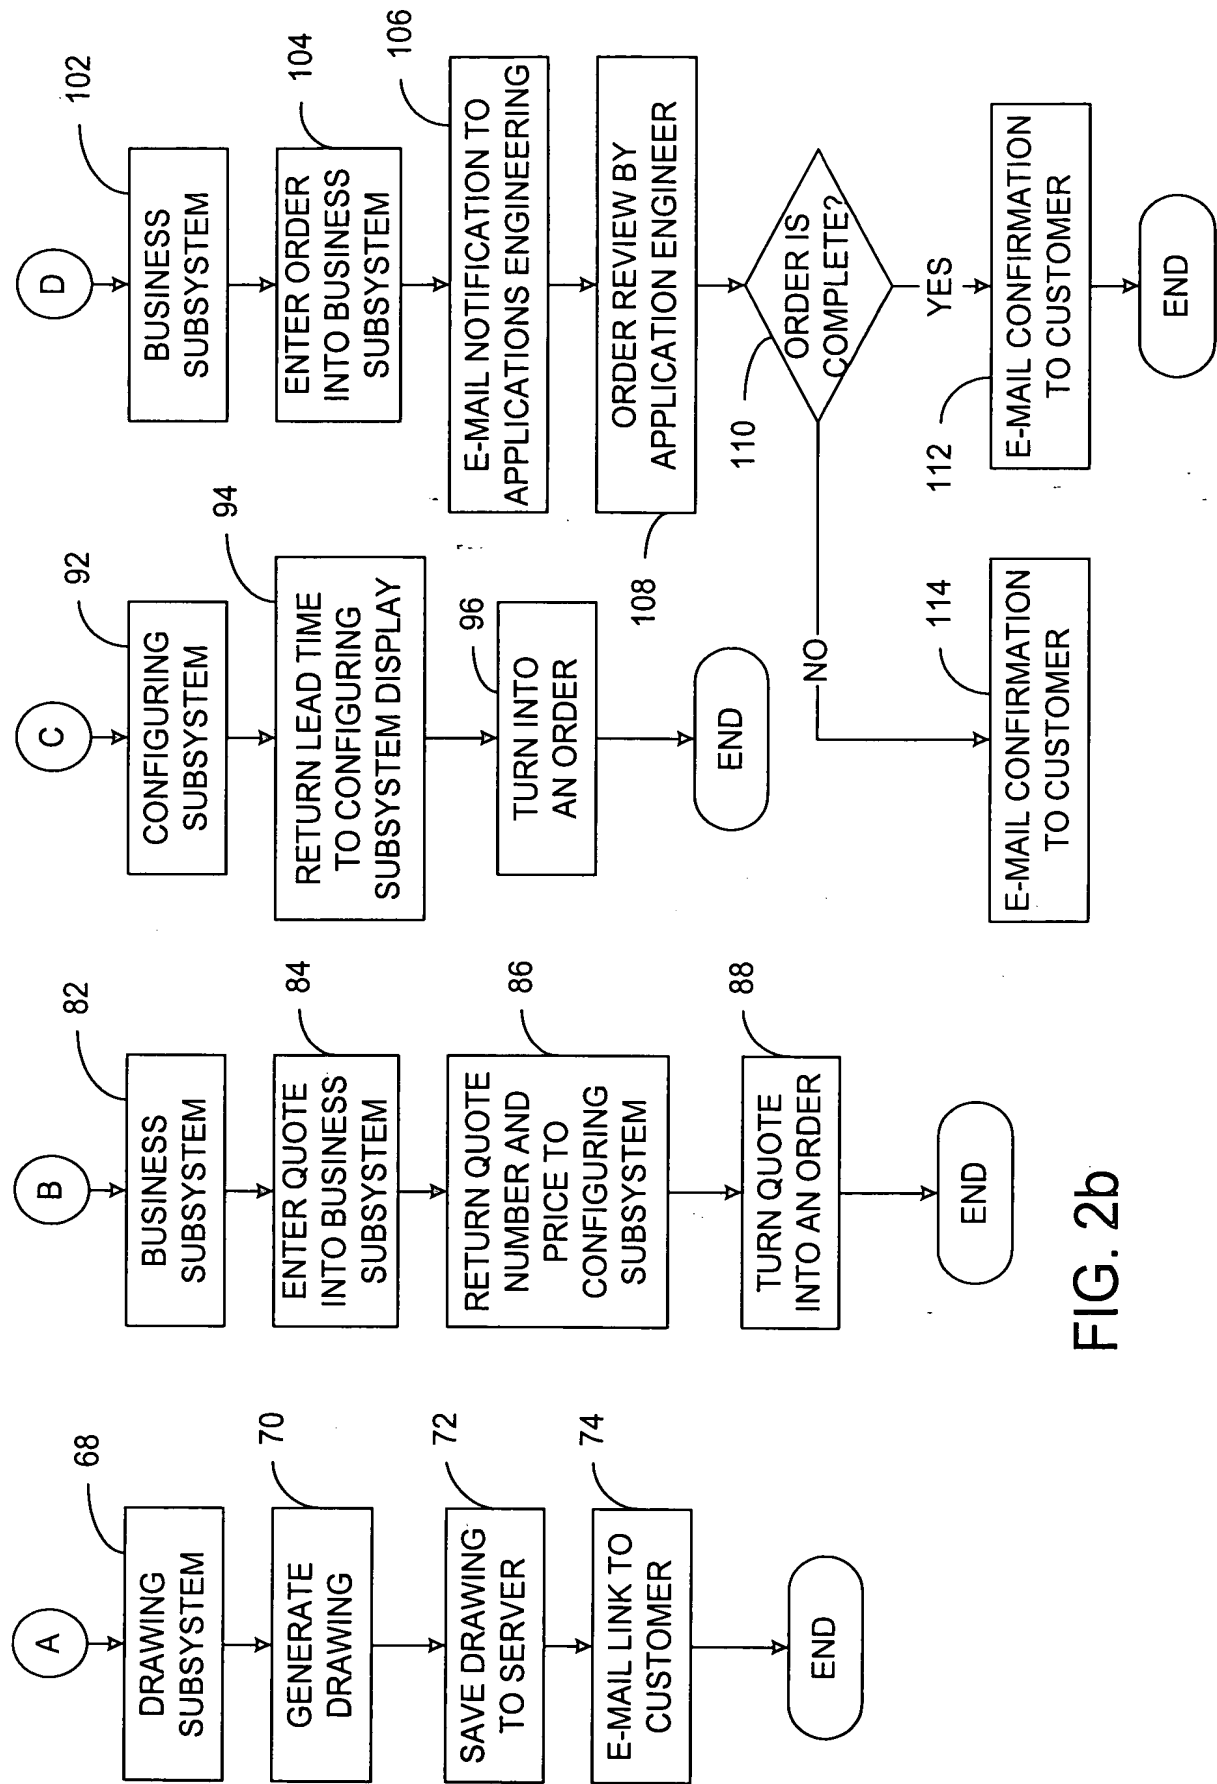 A
68
DRAWING
SUBSYSTEM
70
GENERATE
DRAWING
72
SAVE DRAWING
TO SERVER
74
E-MAIL LINK TO
CUSTOMER
END
B
82
BUSINESS
SUBSYSTEM
84
ENTER QUOTE
INTO BUSINESS
SUBSYSTEM
86
RETURN QUOTE
NUMBER AND
PRICE TO
CONFIGURING
SUBSYSTEM
88
TURN QUOTE
INTO AN ORDER
END
C
92
CONFIGURING
SUBSYSTEM
94
RETURN LEAD TIME
TO CONFIGURING
SUBSYSTEM DISPLAY
96
TURN INTO
AN ORDER
END
D
102
BUSINESS
SUBSYSTEM
104
ENTER ORDER
INTO BUSINESS
SUBSYSTEM
106
E-MAIL NOTIFICATION TO
APPLICATIONS ENGINEERING
108
ORDER REVIEW BY
APPLICATION ENGINEER
110
ORDER IS
COMPLETE?
NO
YES
114
E-MAIL CONFIRMATION
TO CUSTOMER
112
E-MAIL CONFIRMATION
TO CUSTOMER
END
FIG. 2b